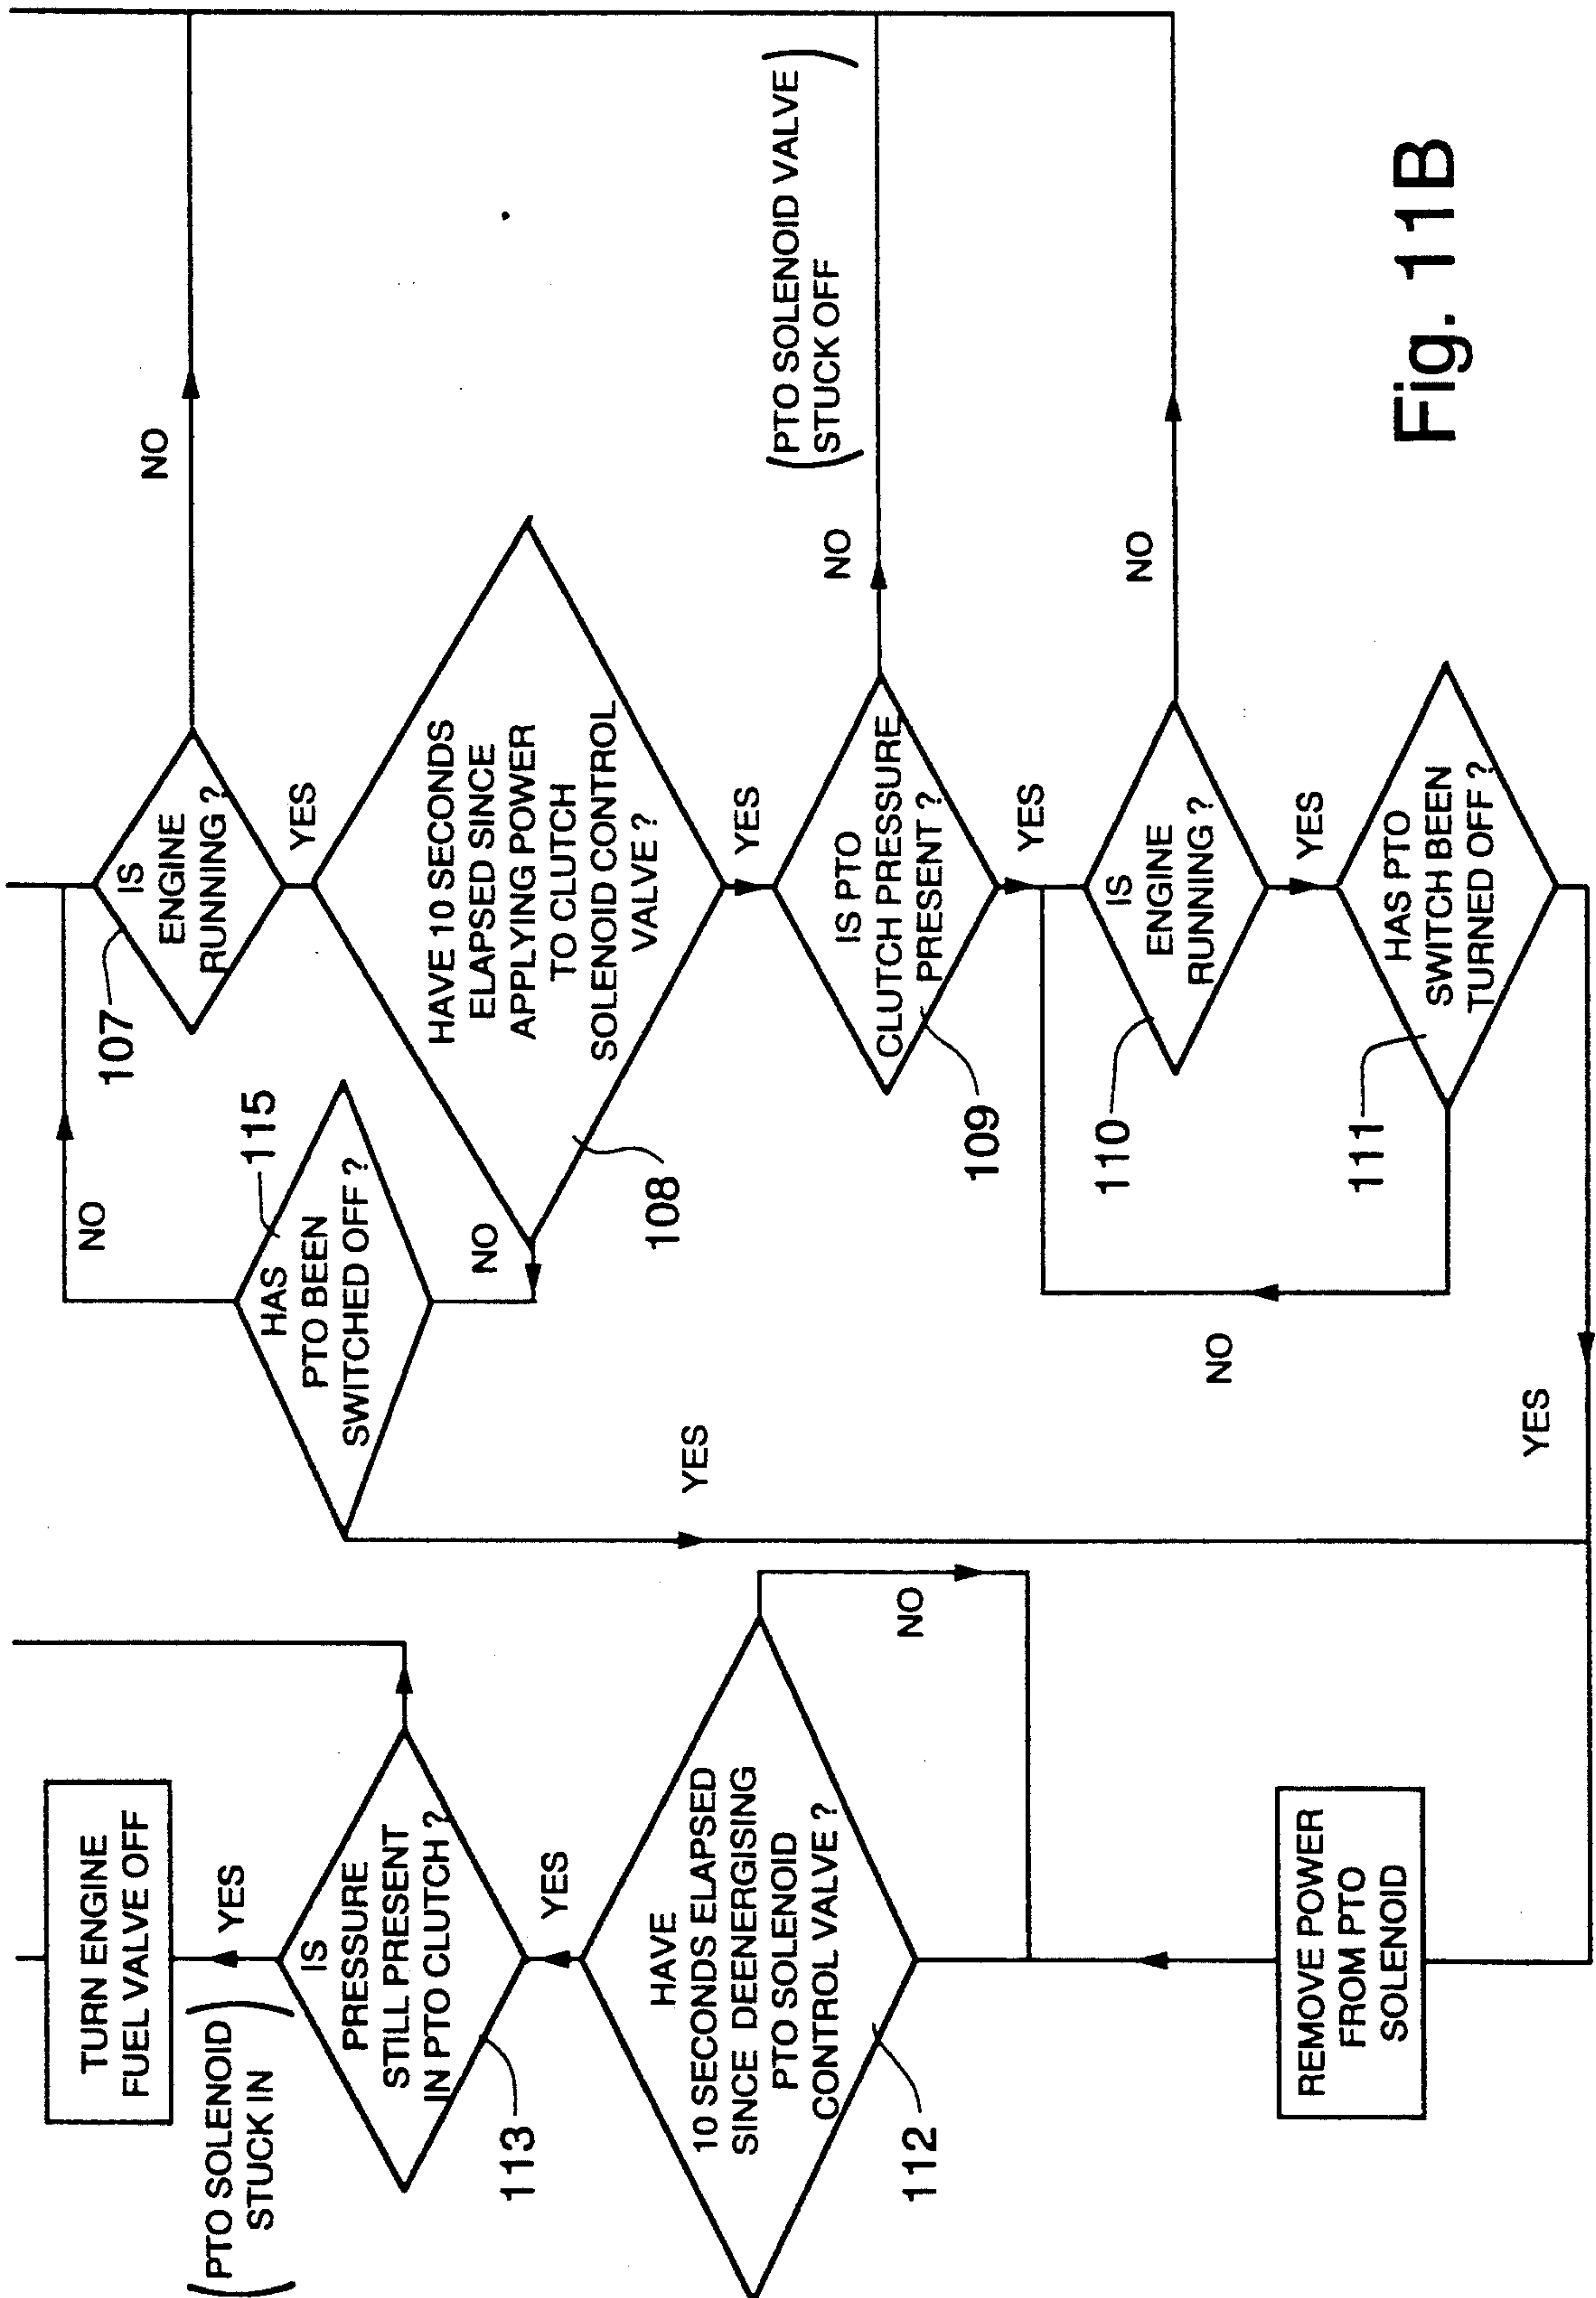 TURN ENGINE
FUEL VALVE OFF
(PTO SOLENOID
STUCK IN)
YES
IS
PRESSURE
STILL PRESENT
IN PTO CLUTCH ?
113
YES
HAVE
10 SECONDS ELAPSED
SINCE DEENERGISING
PTO SOLENOID
CONTROL VALVE ?
112
NO
REMOVE POWER
FROM PTO
SOLENOID
NO
HAS
PTO BEEN
SWITCHED OFF ?
115
YES
NO
IS
ENGINE
RUNNING ?
107
NO
YES
HAVE 10 SECONDS
ELAPSED SINCE
APPLYING POWER
TO CLUTCH
SOLENOID CONTROL
VALVE ?
108
YES
IS PTO
CLUTCH PRESSURE
PRESENT ?
109
NO
(PTO SOLENOID VALVE
STUCK OFF)
YES
IS
ENGINE
RUNNING ?
110
NO
YES
HAS PTO
SWITCH BEEN
TURNED OFF ?
111
NO
YES
Fig. 11B